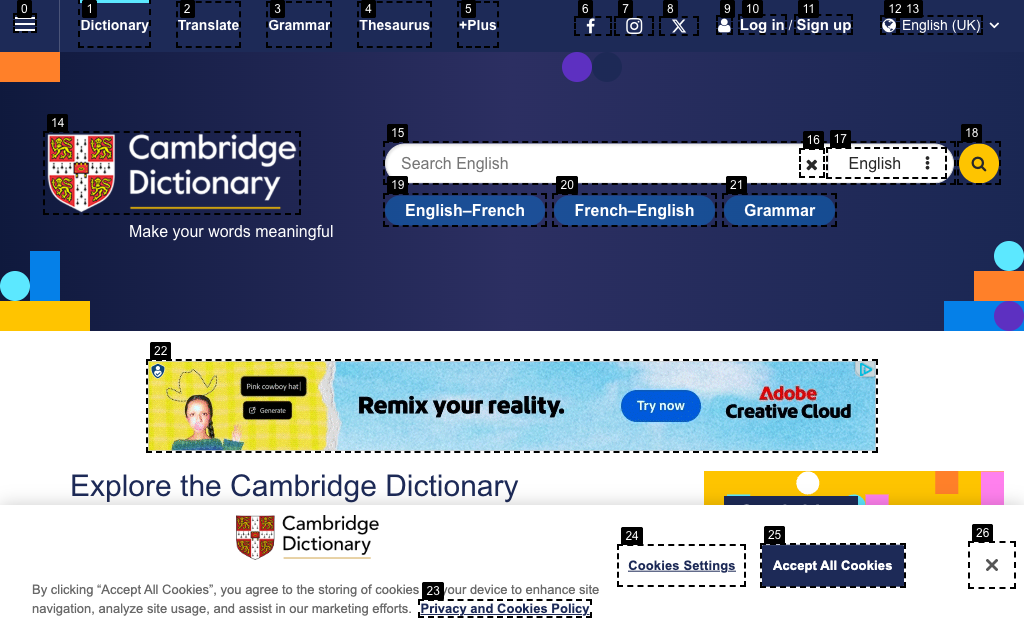 0 1 2 3 4 5 6 7 8 9 10 11 12 13
Dictionary Translate Grammar Thesaurus +Plus Log in / Sign up English (UK)
14
Cambridge
Dictionary
Make your words meaningful
15 16 17 18
Search English English
19 20 21
English–French French–English Grammar
22
Pink cowboy hat
Generate
Remix your reality.
Try now
Adobe
Creative Cloud
Explore the Cambridge Dictionary
Cambridge
Dictionary
By clicking “Accept All Cookies”, you agree to the storing of cookies 23 your device to enhance site
navigation, analyze site usage, and assist in our marketing efforts. Privacy and Cookies Policy
24 25 26
Cookies Settings Accept All Cookies